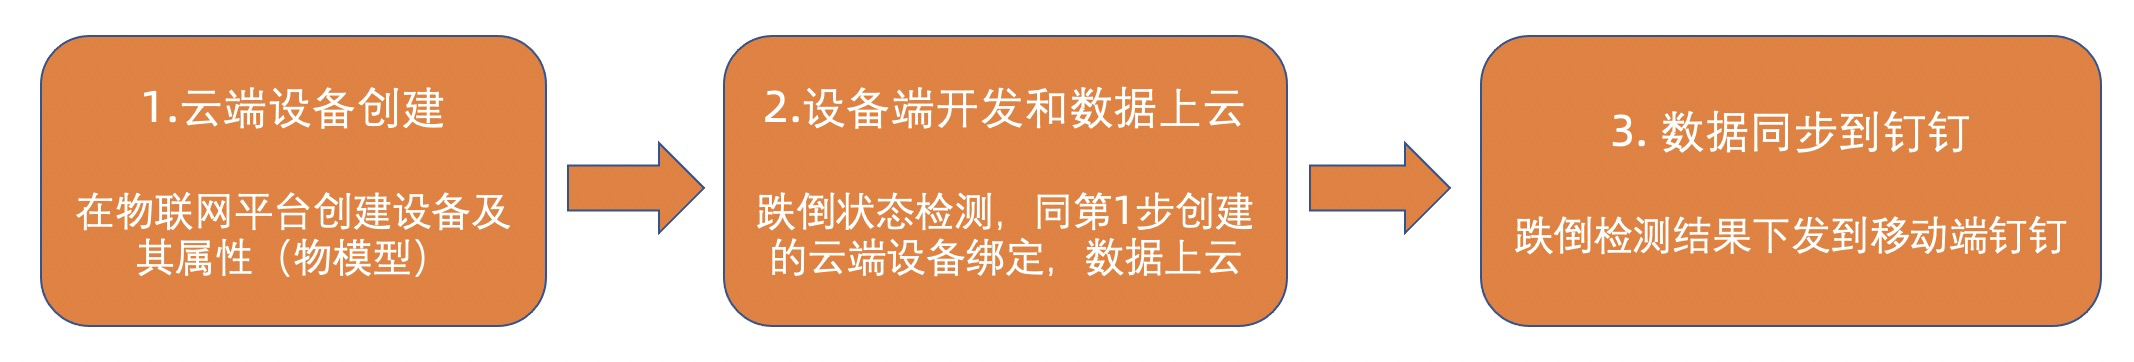 1.云端设备创建
在物联网平台创建设备及
其属性（物模型）
2.设备端开发和数据上云
跌倒状态检测，同第1步创建
的云端设备绑定，数据上云
3. 数据同步到钉钉
跌倒检测结果下发到移动端钉钉